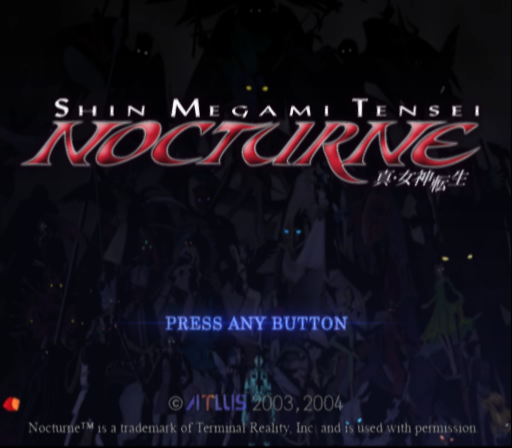 SHIN MEGAMI TENSEI
NOCTURNE
真・女神転生
PRESS ANY BUTTON
© ATLUS 2003, 2004
Nocturne™ is a trademark of Terminal Reality, Inc. and is used with permission